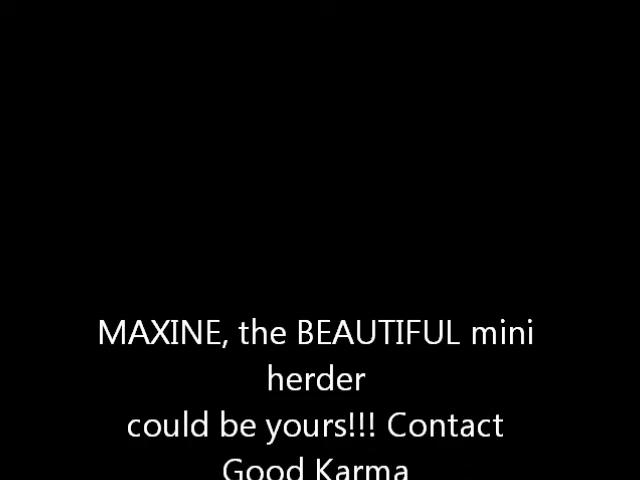 MAXINE, the BEAUTIFUL mini
herder
could be yours!!! Contact
Good Karma